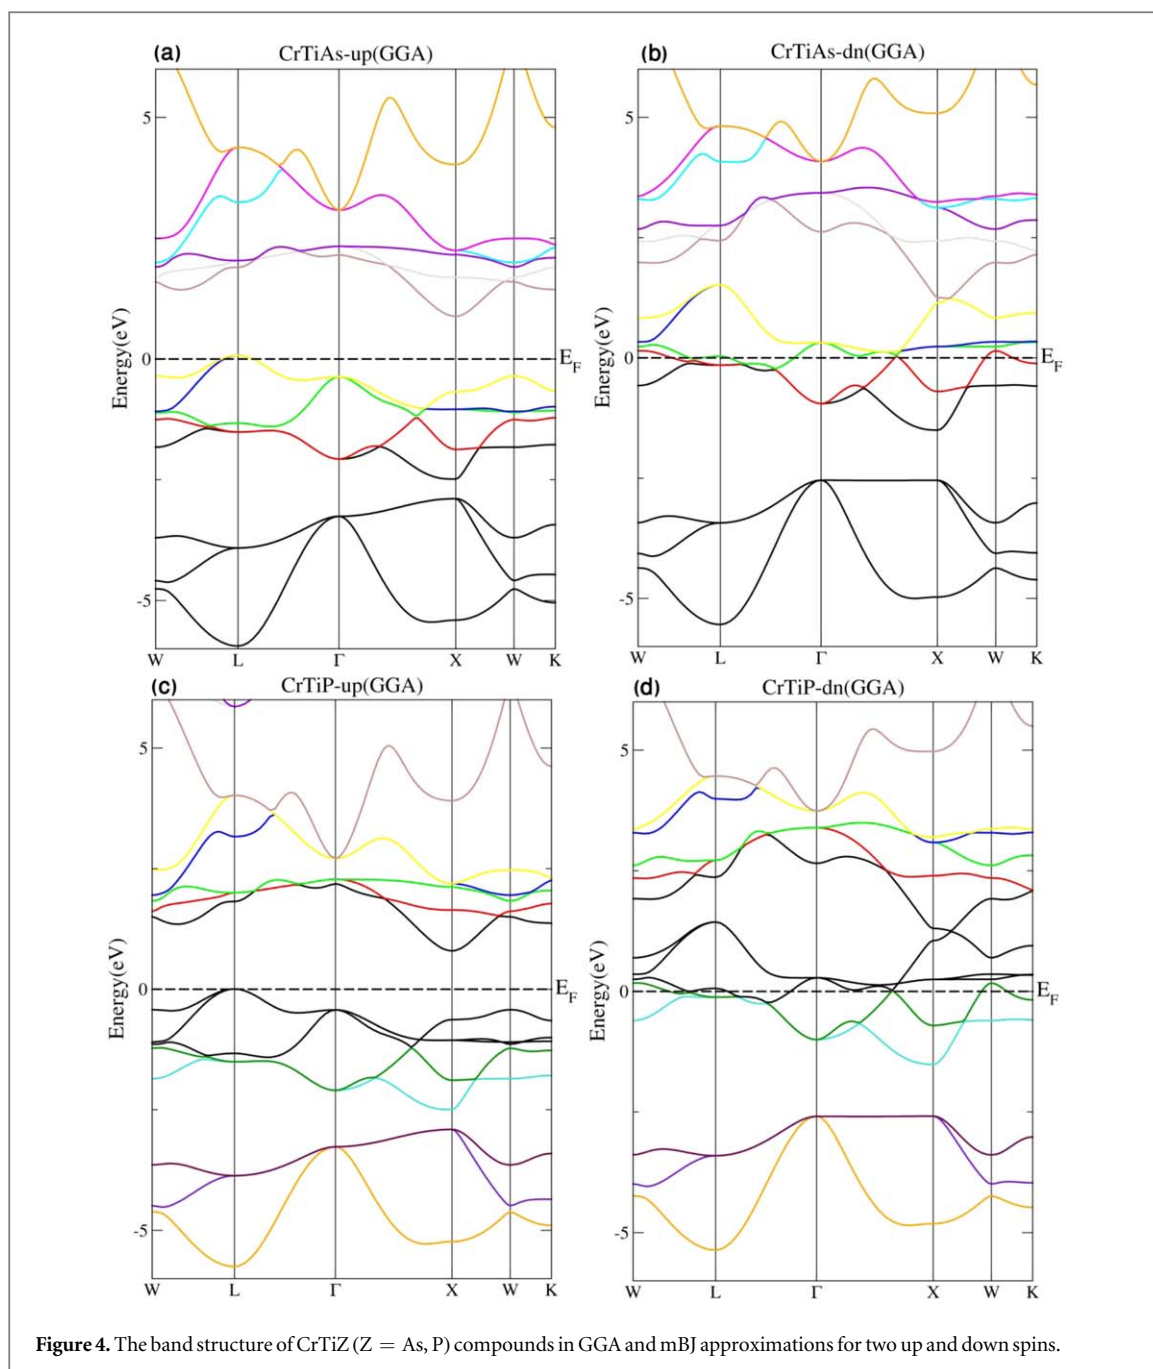 (a) CrTiAs-up(GGA)
5
0
-5
Energy(eV)
E_F
W L Γ X W K
(b) CrTiAs-dn(GGA)
5
0
-5
Energy(eV)
E_F
W L Γ X W K
(c) CrTiP-up(GGA)
5
0
-5
Energy(eV)
E_F
W L Γ X W K
(d) CrTiP-dn(GGA)
5
0
-5
Energy(eV)
E_F
W L Γ X W K
Figure 4. The band structure of CrTiZ (Z = As, P) compounds in GGA and mBJ approximations for two up and down spins.